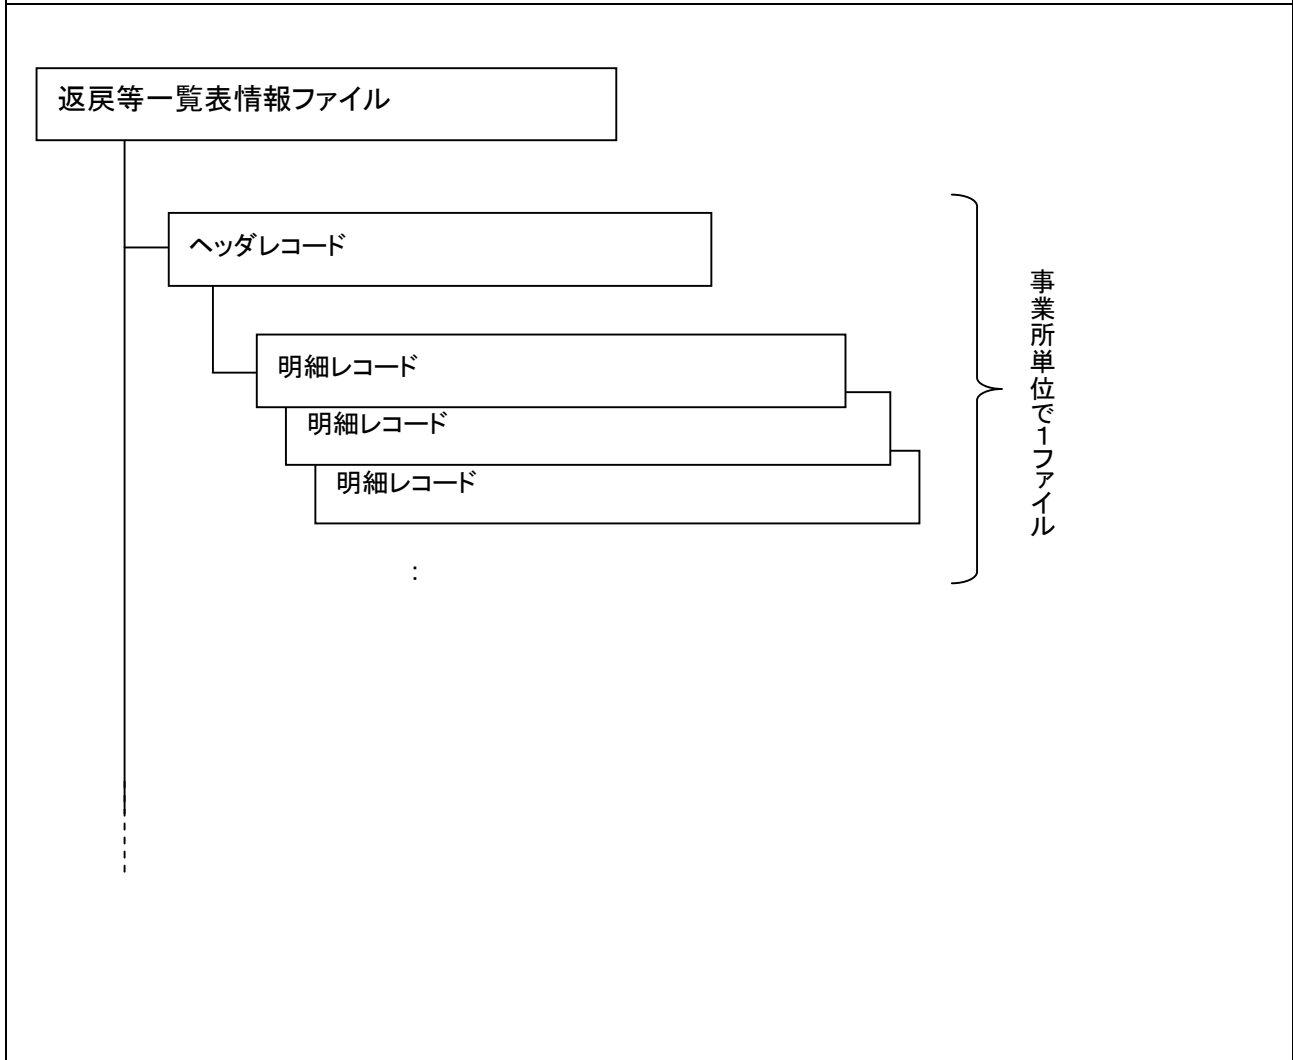 返戻等一覧表情報ファイル
ヘッダレコード
明細レコード
明細レコード
明細レコード
:
事業所単位で1ファイル